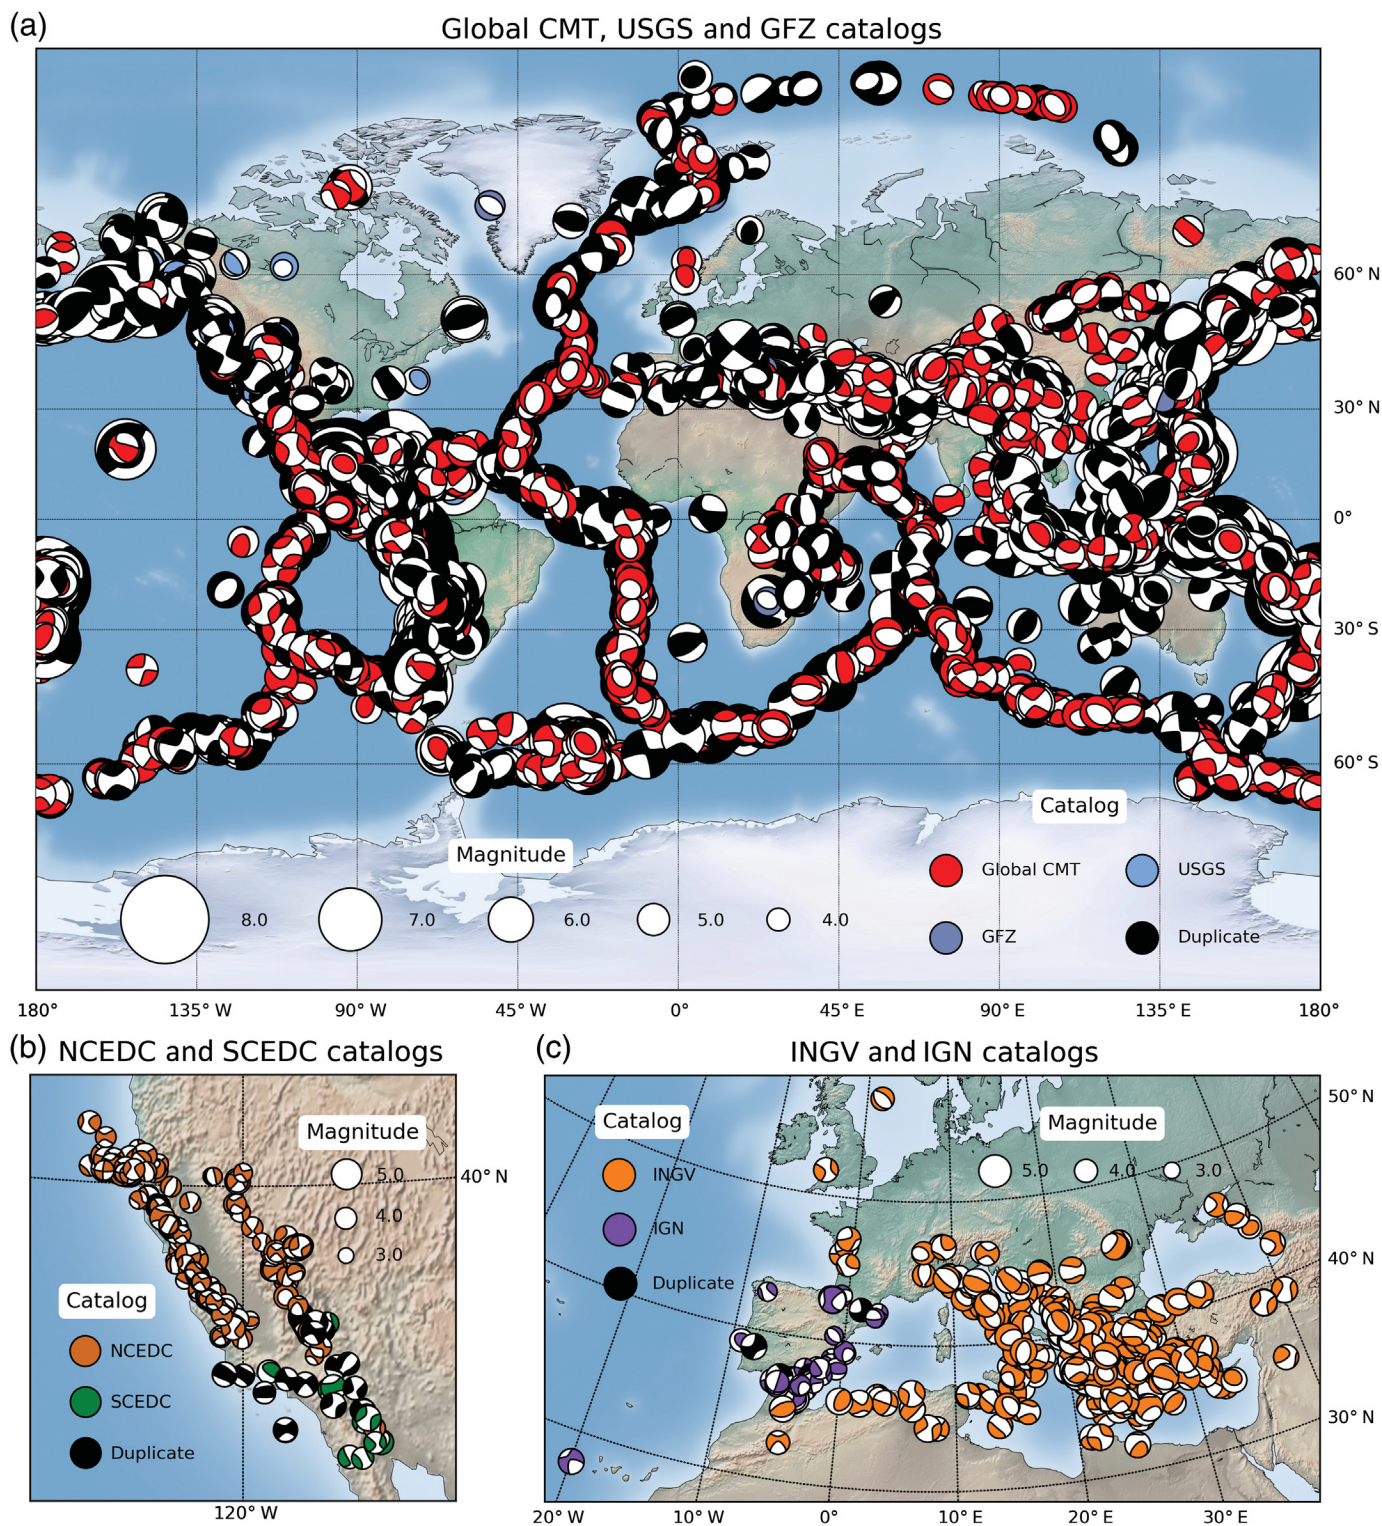 (a)
Global CMT, USGS and GFZ catalogs
60° N
30° N
0°
30° S
60° S
Catalog
Magnitude
Global CMT
USGS
8.0
7.0
6.0
5.0
4.0
GFZ
Duplicate
180°
135° W
90° W
45° W
0°
45° E
90° E
135° E
180°
(b)
NCEDC and SCEDC catalogs
Magnitude
5.0
4.0
3.0
40° N
Catalog
NCEDC
SCEDC
Duplicate
120° W
(c)
INGV and IGN catalogs
Catalog
INGV
IGN
Duplicate
Magnitude
5.0
4.0
3.0
50° N
40° N
30° N
20° W
10° W
0°
10° E
20° E
30° E